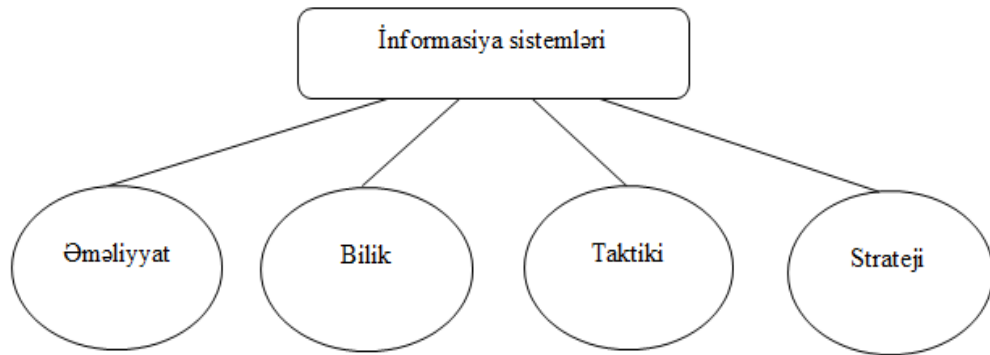 İnformasiya sistemləri
Əməliyyat
Bilik
Taktiki
Strateji